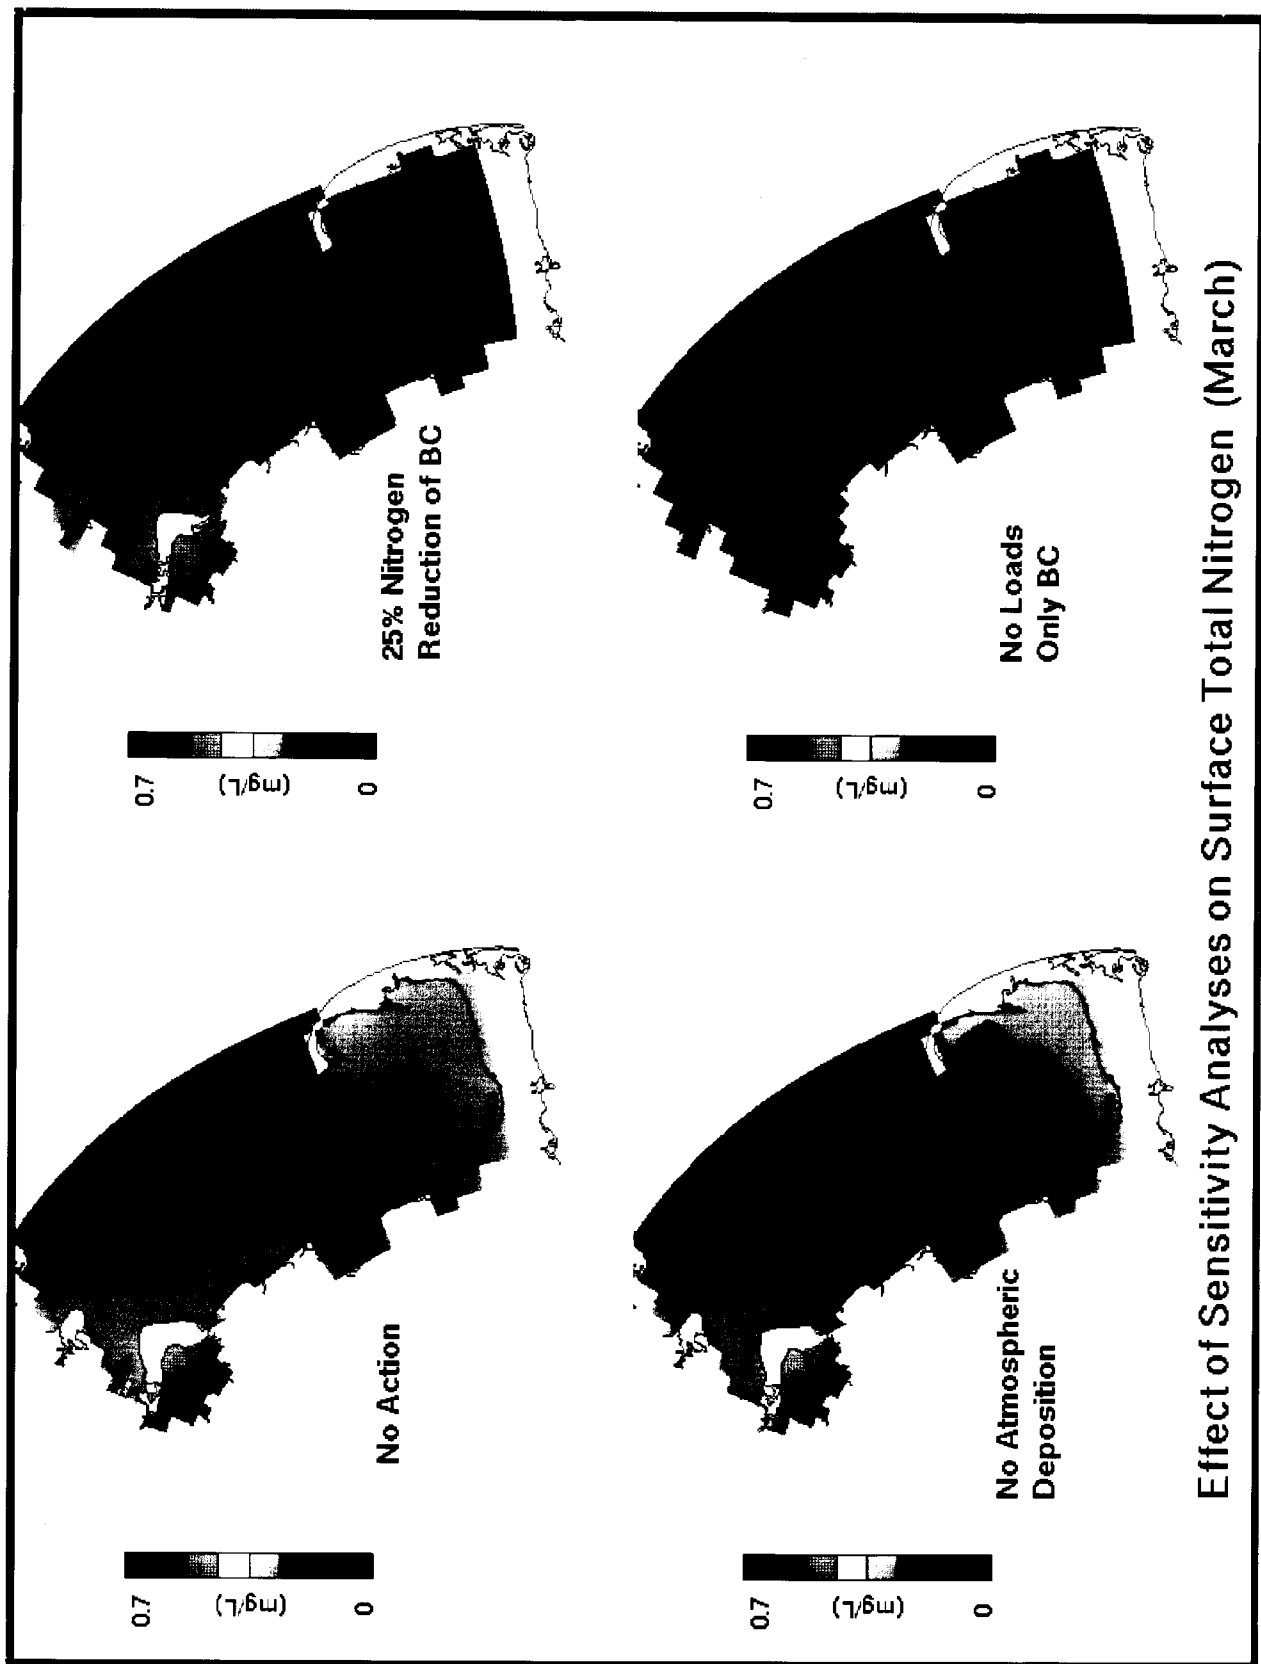 0.7
(mg/L)
0
No Action
0.7
(mg/L)
0
25% Nitrogen
Reduction of BC
0.7
(mg/L)
0
No Atmospheric
Deposition
0.7
(mg/L)
0
No Loads
Only BC
Effect of Sensitivity Analyses on Surface Total Nitrogen (March)